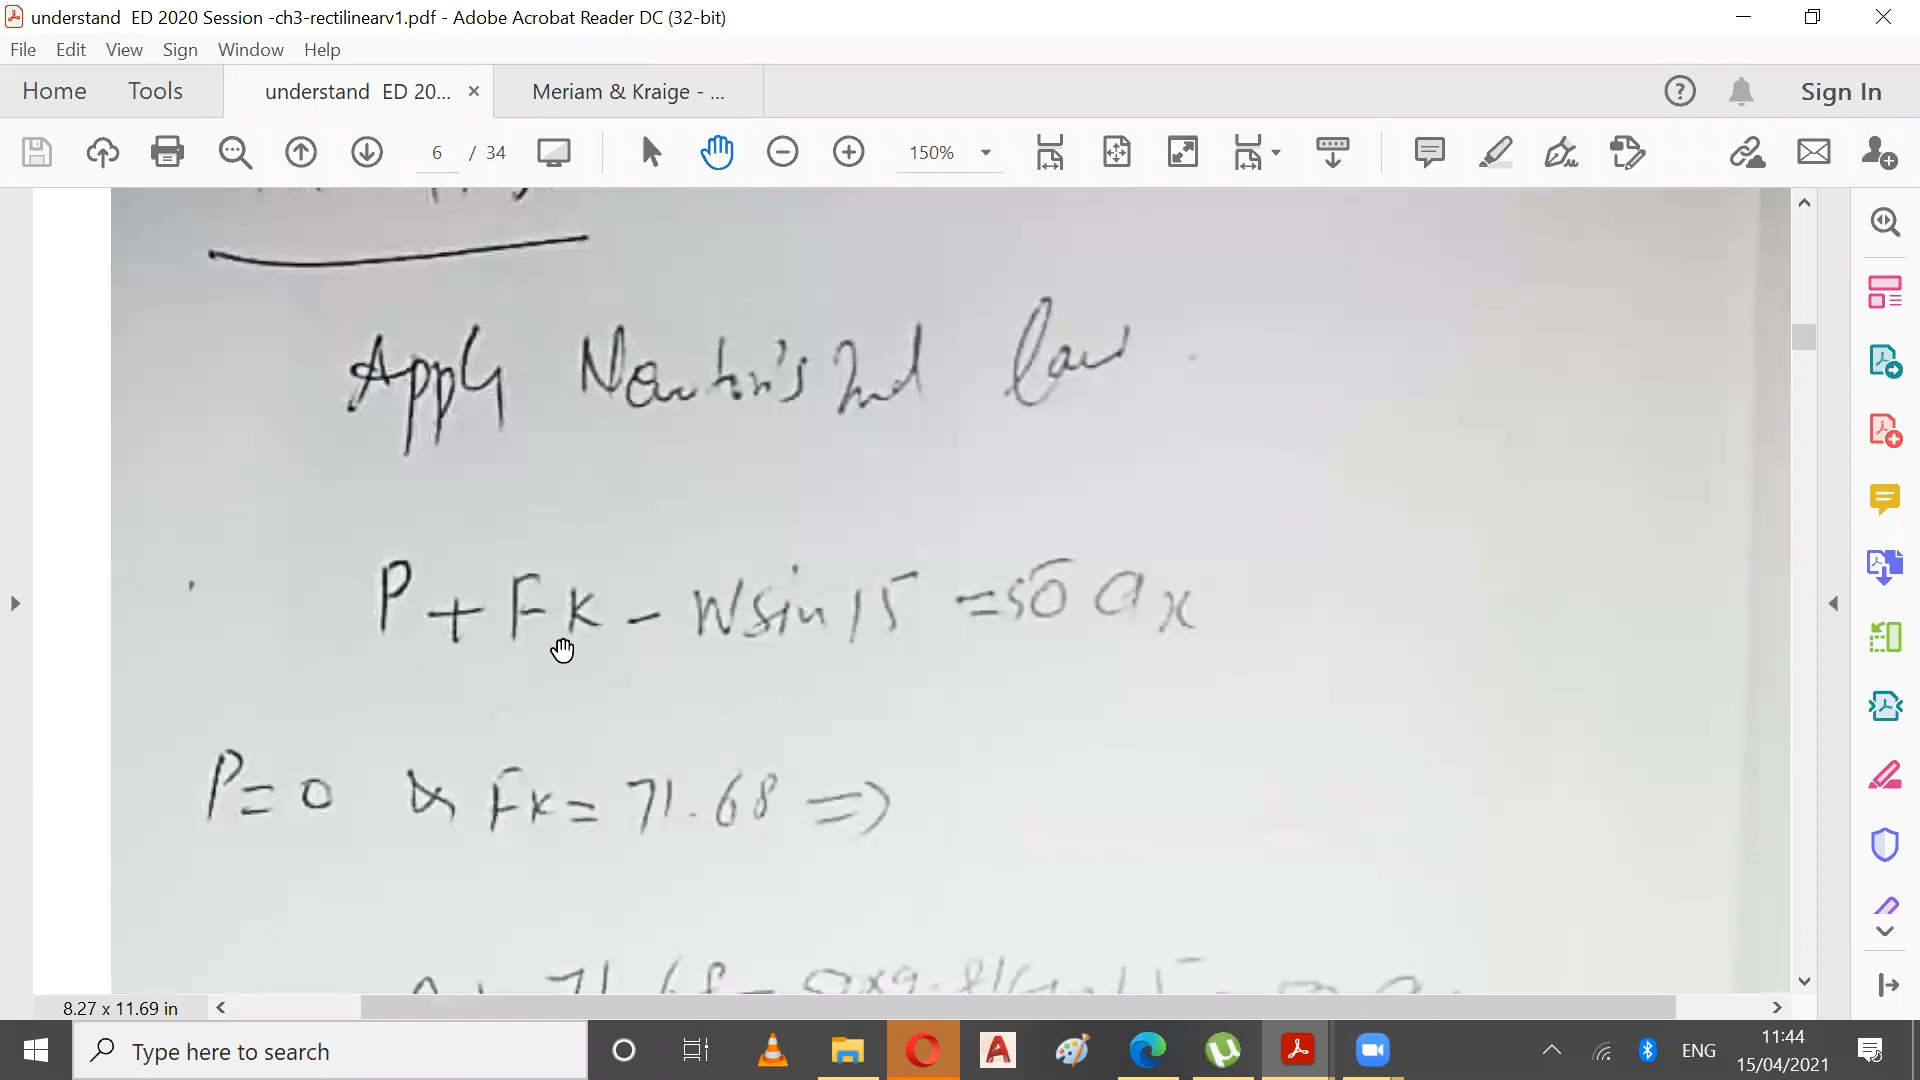 understand ED 2020 Session -ch3-rectilinearv1.pdf - Adobe Acrobat Reader DC (32-bit)
File Edit View Sign Window Help
Home Tools understand ED 20... × Meriam & Kraige - ... Sign In
6 / 34 150%
Apply Newton's 2nd law
P + FK - W sin 15 = 50 a x
P = 0 & FK = 71.68 =>
8.27 x 11.69 in
Type here to search
ENG
11:44
15/04/2021